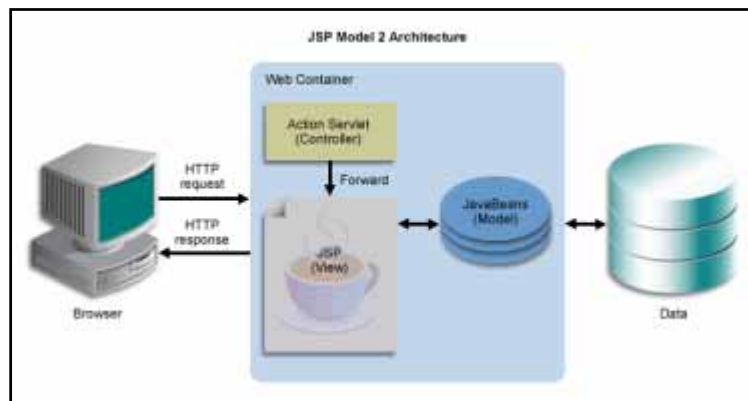 JSP Model 2 Architecture
Web Container
Action Servlet
(Controller)
HTTP
request
Forward
HTTP
response
JSP
(View)
JavaBeans
(Model)
Browser
Data